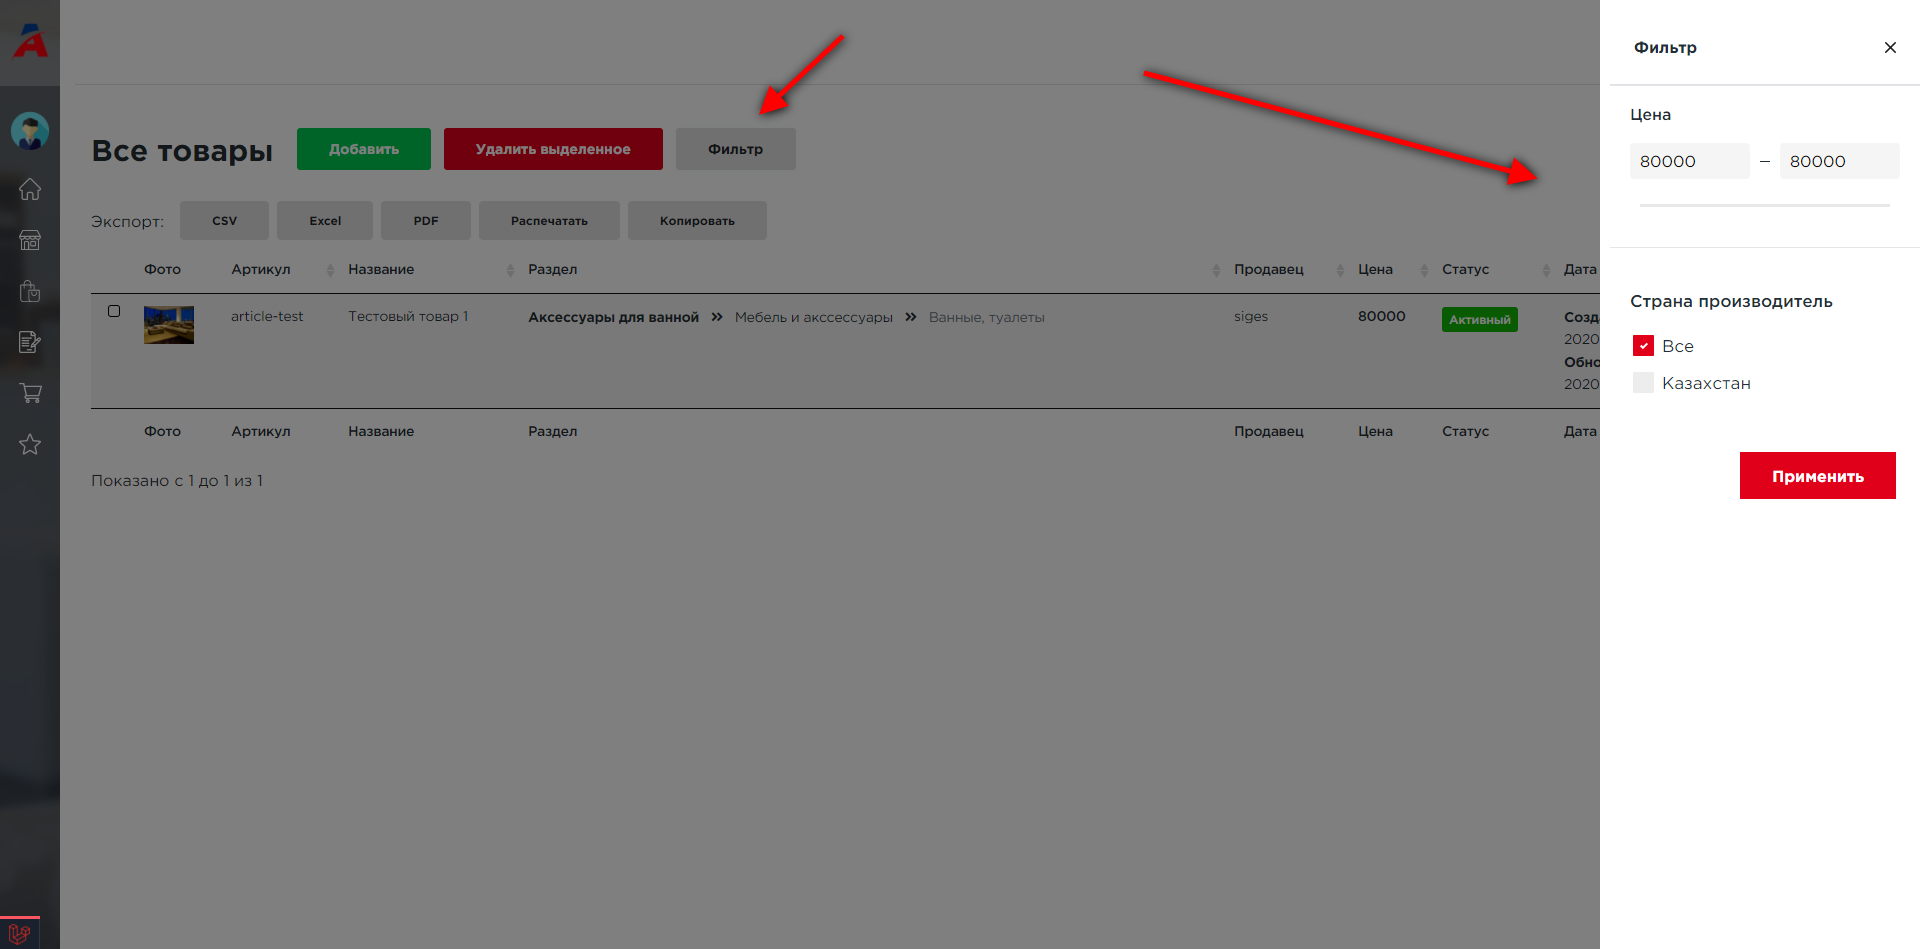 Фильтр
Цена
80000 – 80000
Все товары Добавить Удалить выделенное Фильтр
Экспорт: CSV Excel PDF Распечатать Копировать
Фото Артикул Название Раздел Продавец Цена Статус Дата
article-test Тестовый товар 1 Аксессуары для ванной » Мебель и акссессуары » Ванные, туалеты siges 80000 Активный Созд
2020
Обно
2020
Фото Артикул Название Раздел Продавец Цена Статус Дата
Показано с 1 до 1 из 1
Страна производитель
Все
Казахстан
Применить